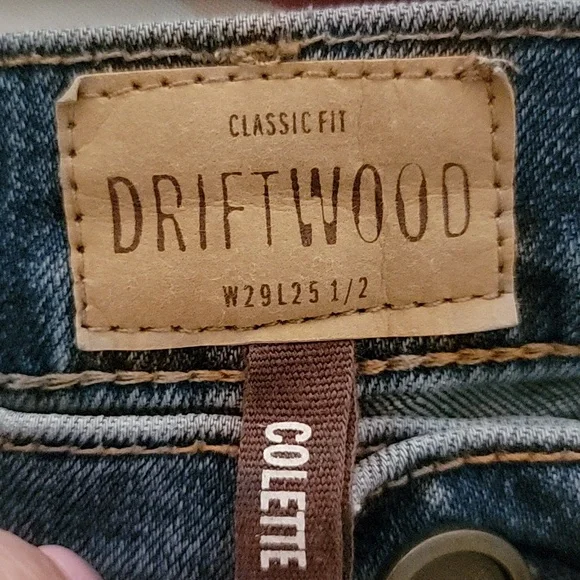 CLASSIC FIT
DRIFTWOOD
W29L25 1/2
COLETTE